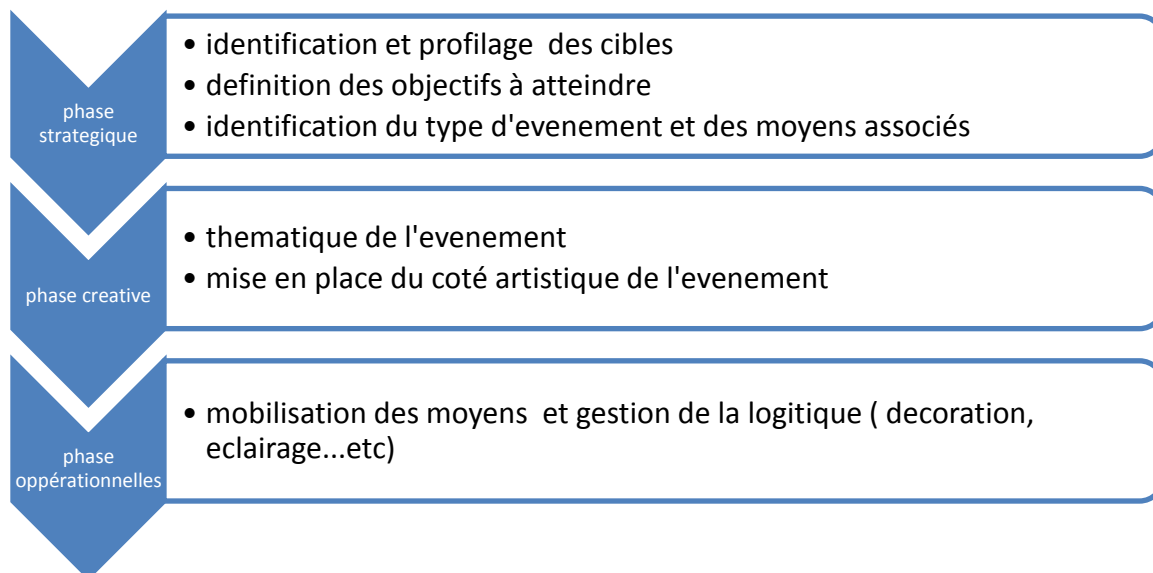 phase
strategique
• identification et profilage  des cibles
• definition des objectifs à atteindre
• identification du type d'evenement et des moyens associés
phase creative
• thematique de l'evenement
• mise en place du coté artistique de l'evenement
phase
oppérationnelles
• mobilisation des moyens  et gestion de la logitique ( decoration,
eclairage...etc)